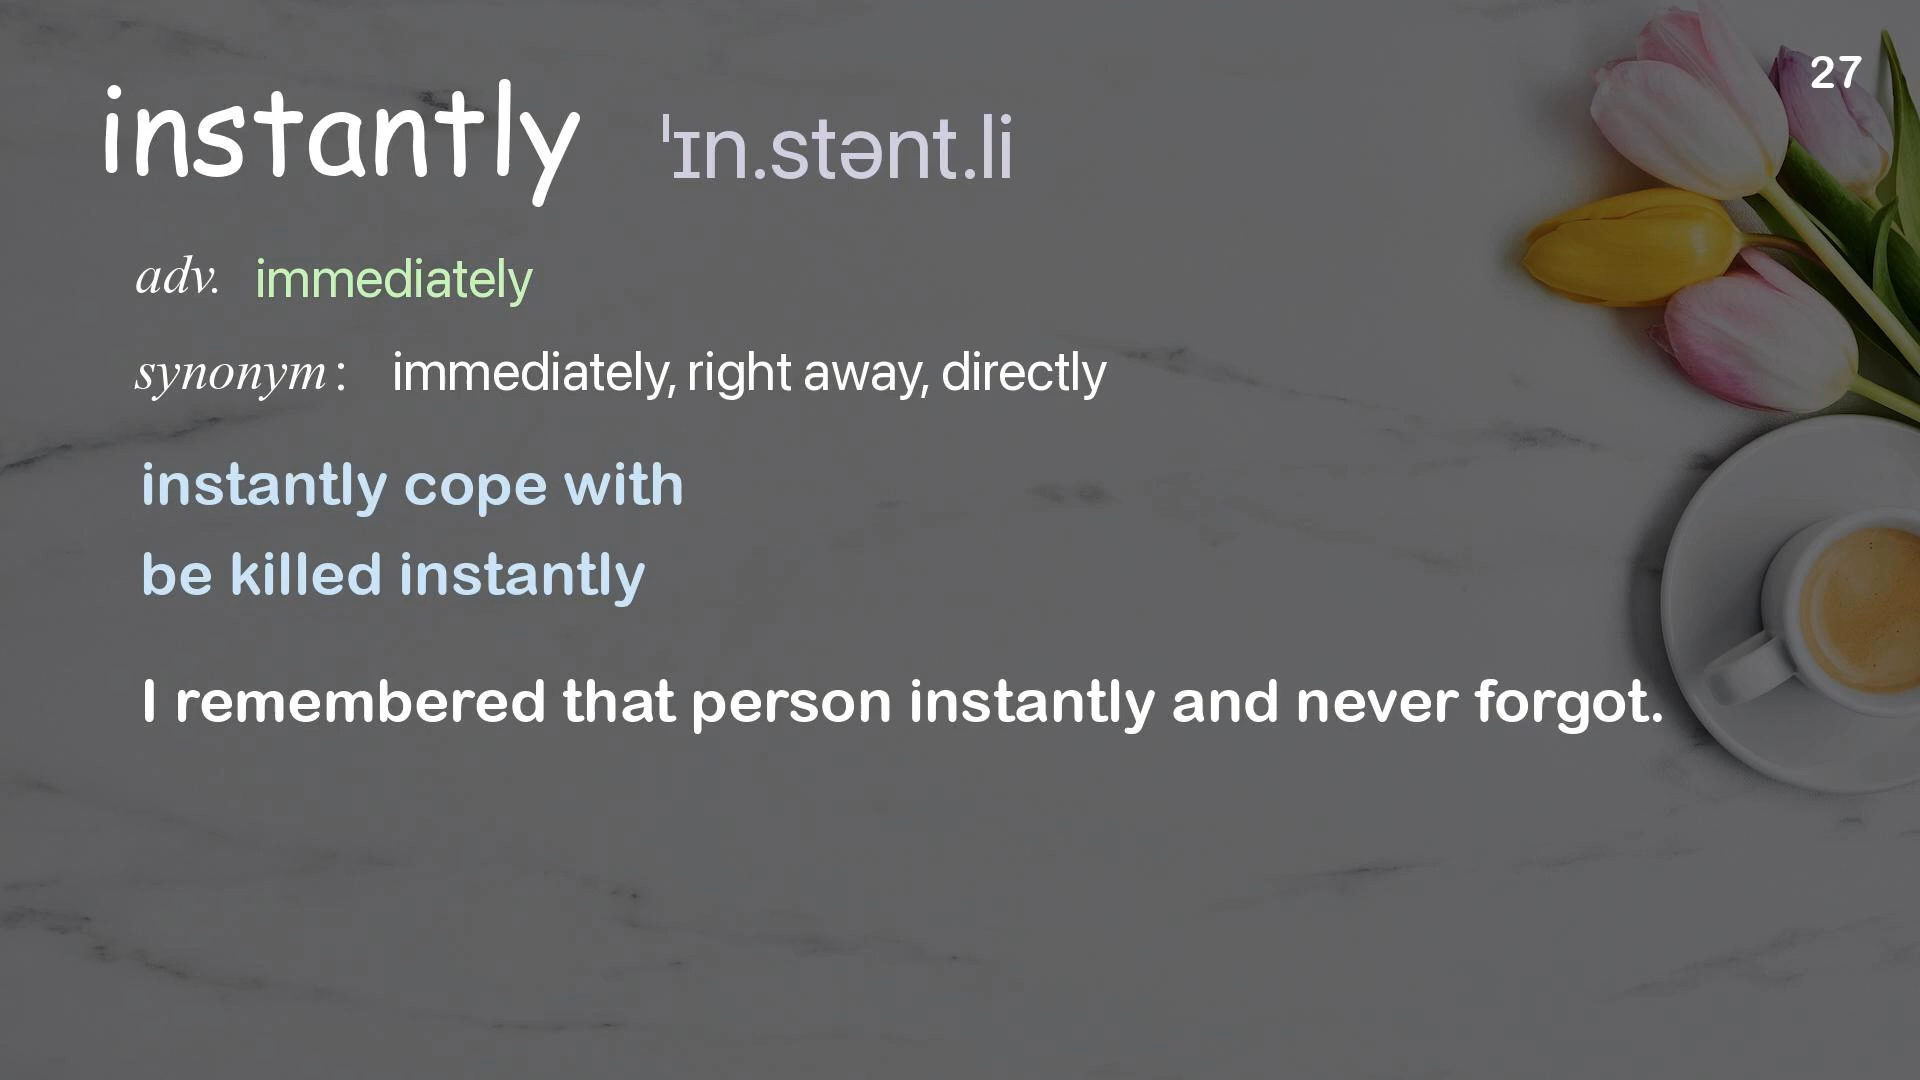 27
instantly ˈɪn.stənt.li
adv. immediately
synonym: immediately, right away, directly
instantly cope with
be killed instantly
I remembered that person instantly and never forgot.